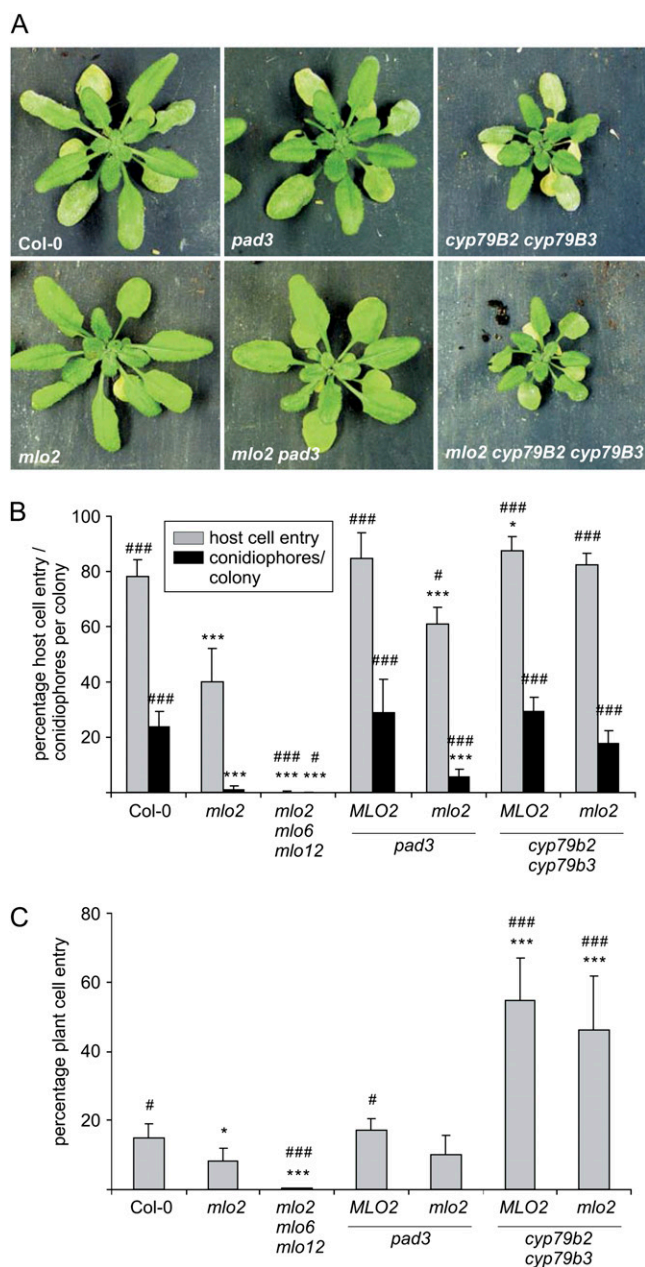 A
Col-0
pad3
cyp79B2 cyp79B3
mlo2
mlo2 pad3
mlo2 cyp79B2 cyp79B3
B
percentage host cell entry /
conidiophores per colony
100
80
60
40
20
host cell entry
conidiophores/
colony
###
###
***
***
### #
*** ***
###
###
#
***
###
***
###
*
###
###
###
Col-0
mlo2
mlo2
mlo6
mlo12
MLO2
mlo2
pad3
MLO2
mlo2
cyp79b2
cyp79b3
C
percentage plant cell entry
80
60
40
20
#
*
###
***
#
###
***
###
***
Col-0
mlo2
mlo2
mlo6
mlo12
MLO2
mlo2
pad3
MLO2
mlo2
cyp79b2
cyp79b3